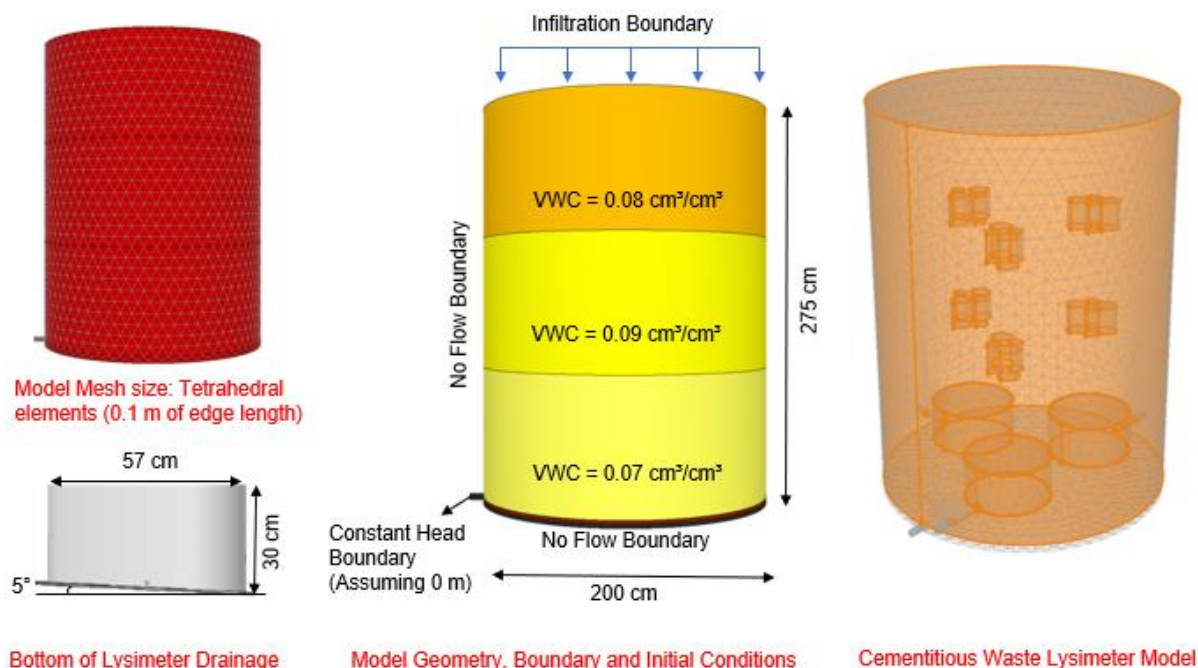 Infiltration Boundary
Model Mesh size: Tetrahedral
elements (0.1 m of edge length)
57 cm
30 cm
5°
Bottom of Lysimeter Drainage
VWC = 0.08 cm³/cm³
VWC = 0.09 cm³/cm³
VWC = 0.07 cm³/cm³
No Flow Boundary
275 cm
Constant Head
Boundary
(Assuming 0 m)
No Flow Boundary
200 cm
Model Geometry, Boundary and Initial Conditions
Cementitious Waste Lysimeter Model